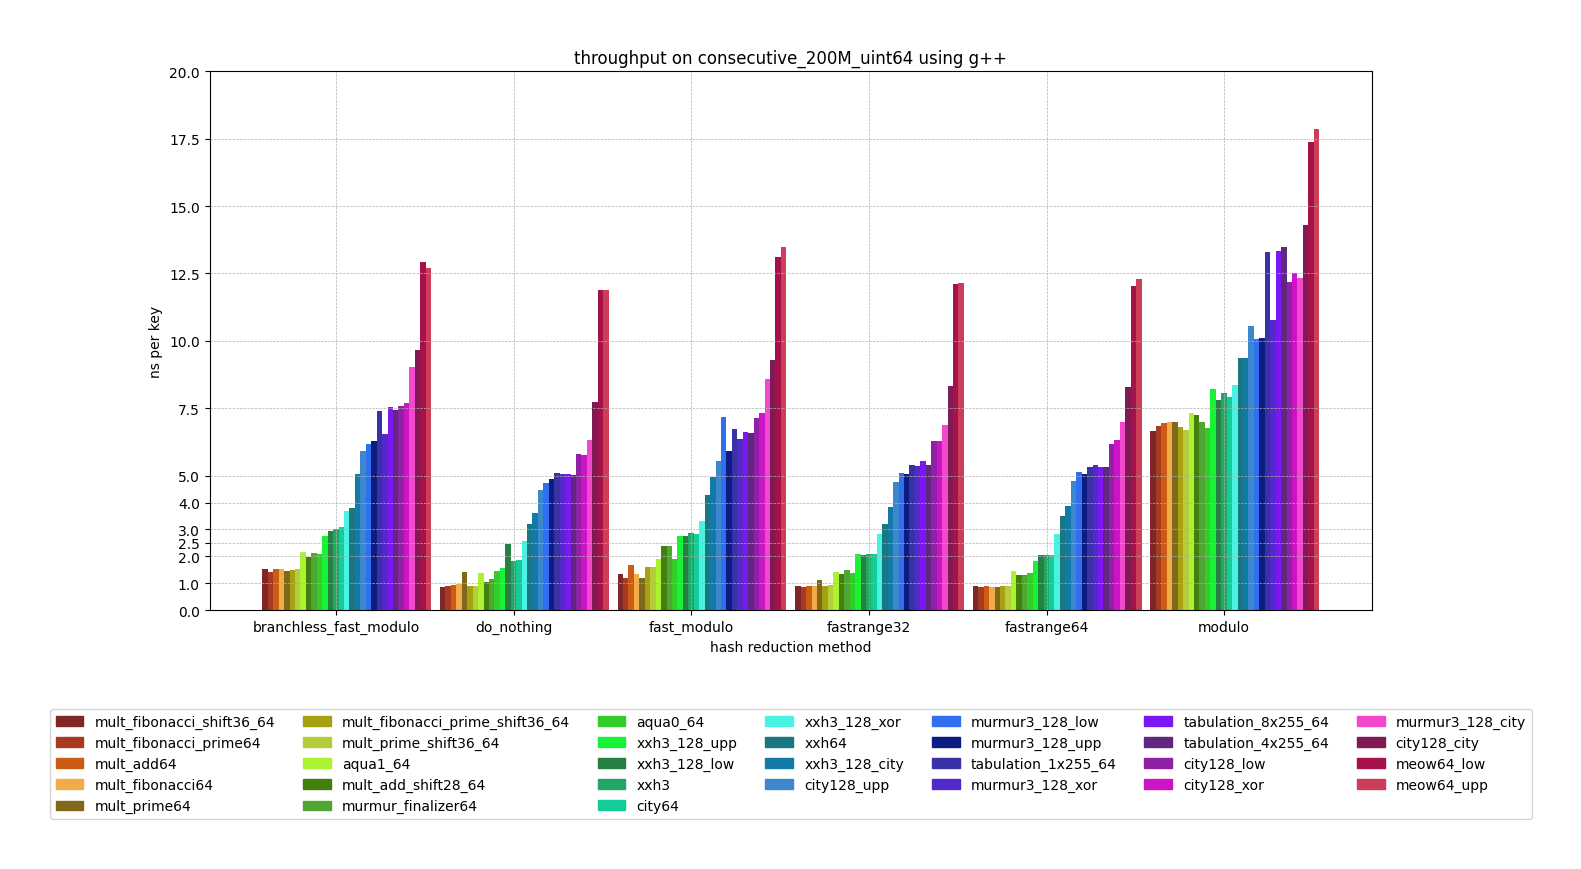 throughput on consecutive_200M_uint64 using g++
20.0
17.5
15.0
12.5
10.0
7.5
5.0
4.0
3.0
2.5
2.0
1.0
0.0
ns per key
branchless_fast_modulo do_nothing fast_modulo fastrange32 fastrange64 modulo
hash reduction method
mult_fibonacci_shift36_64 mult_fibonacci_prime_shift36_64 aqua0_64 xxh3_128_xor murmur3_128_low tabulation_8x255_64 murmur3_128_city
mult_fibonacci_prime64 mult_prime_shift36_64 xxh3_128_upp xxh64 murmur3_128_upp tabulation_4x255_64 city128_city
mult_add64 aqua1_64 xxh3_128_low xxh3_128_city tabulation_1x255_64 city128_low meow64_low
mult_fibonacci64 mult_add_shift28_64 xxh3 city128_upp murmur3_128_xor city128_xor meow64_upp
mult_prime64 murmur_finalizer64 city64